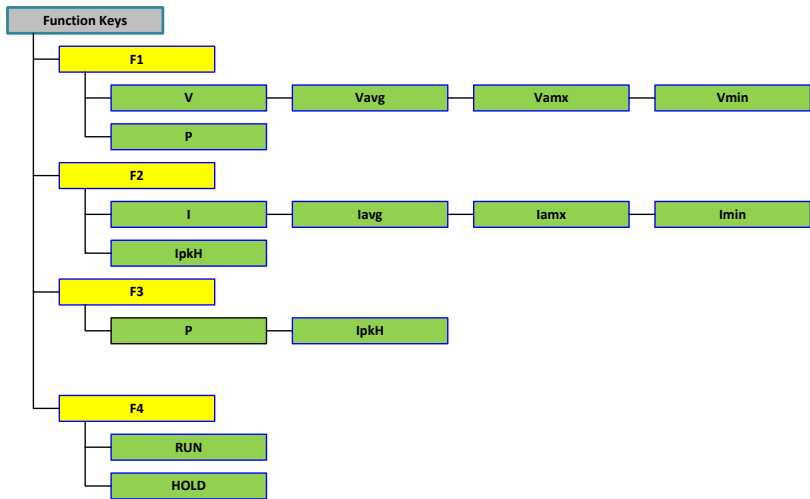 Function Keys
F1
V Vavg Vamx Vmin
P
F2
I Iavg Iamx Imin
IpkH
F3
P IpkH
F4
RUN
HOLD